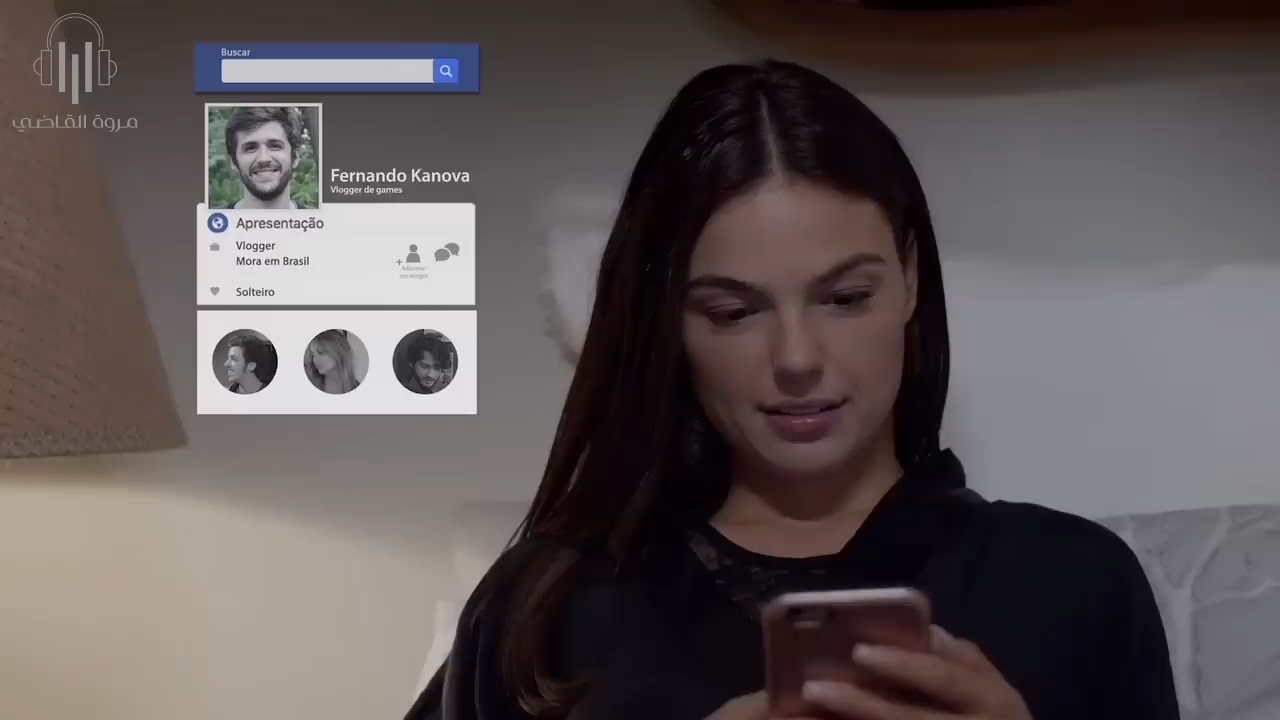 مروة القاضي
Buscar
Fernando Kanova
Vlogger de games
Apresentação
Vlogger
Mora em Brasil
Solteiro